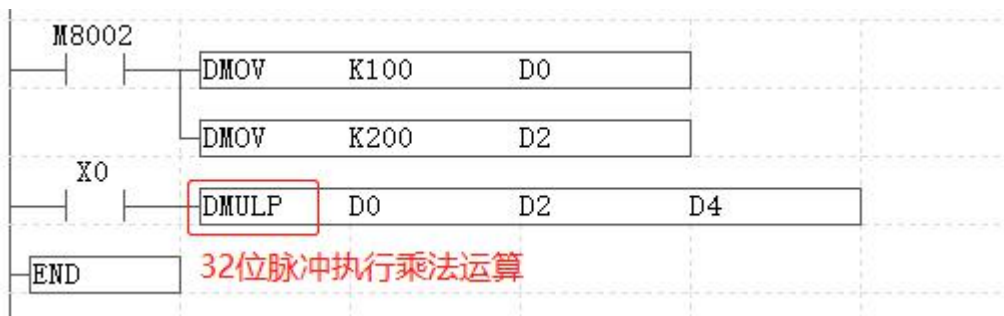 M8002
DMOV K100 D0
DMOV K200 D2
X0
DMULP D0 D2 D4
END
32位脉冲执行乘法运算